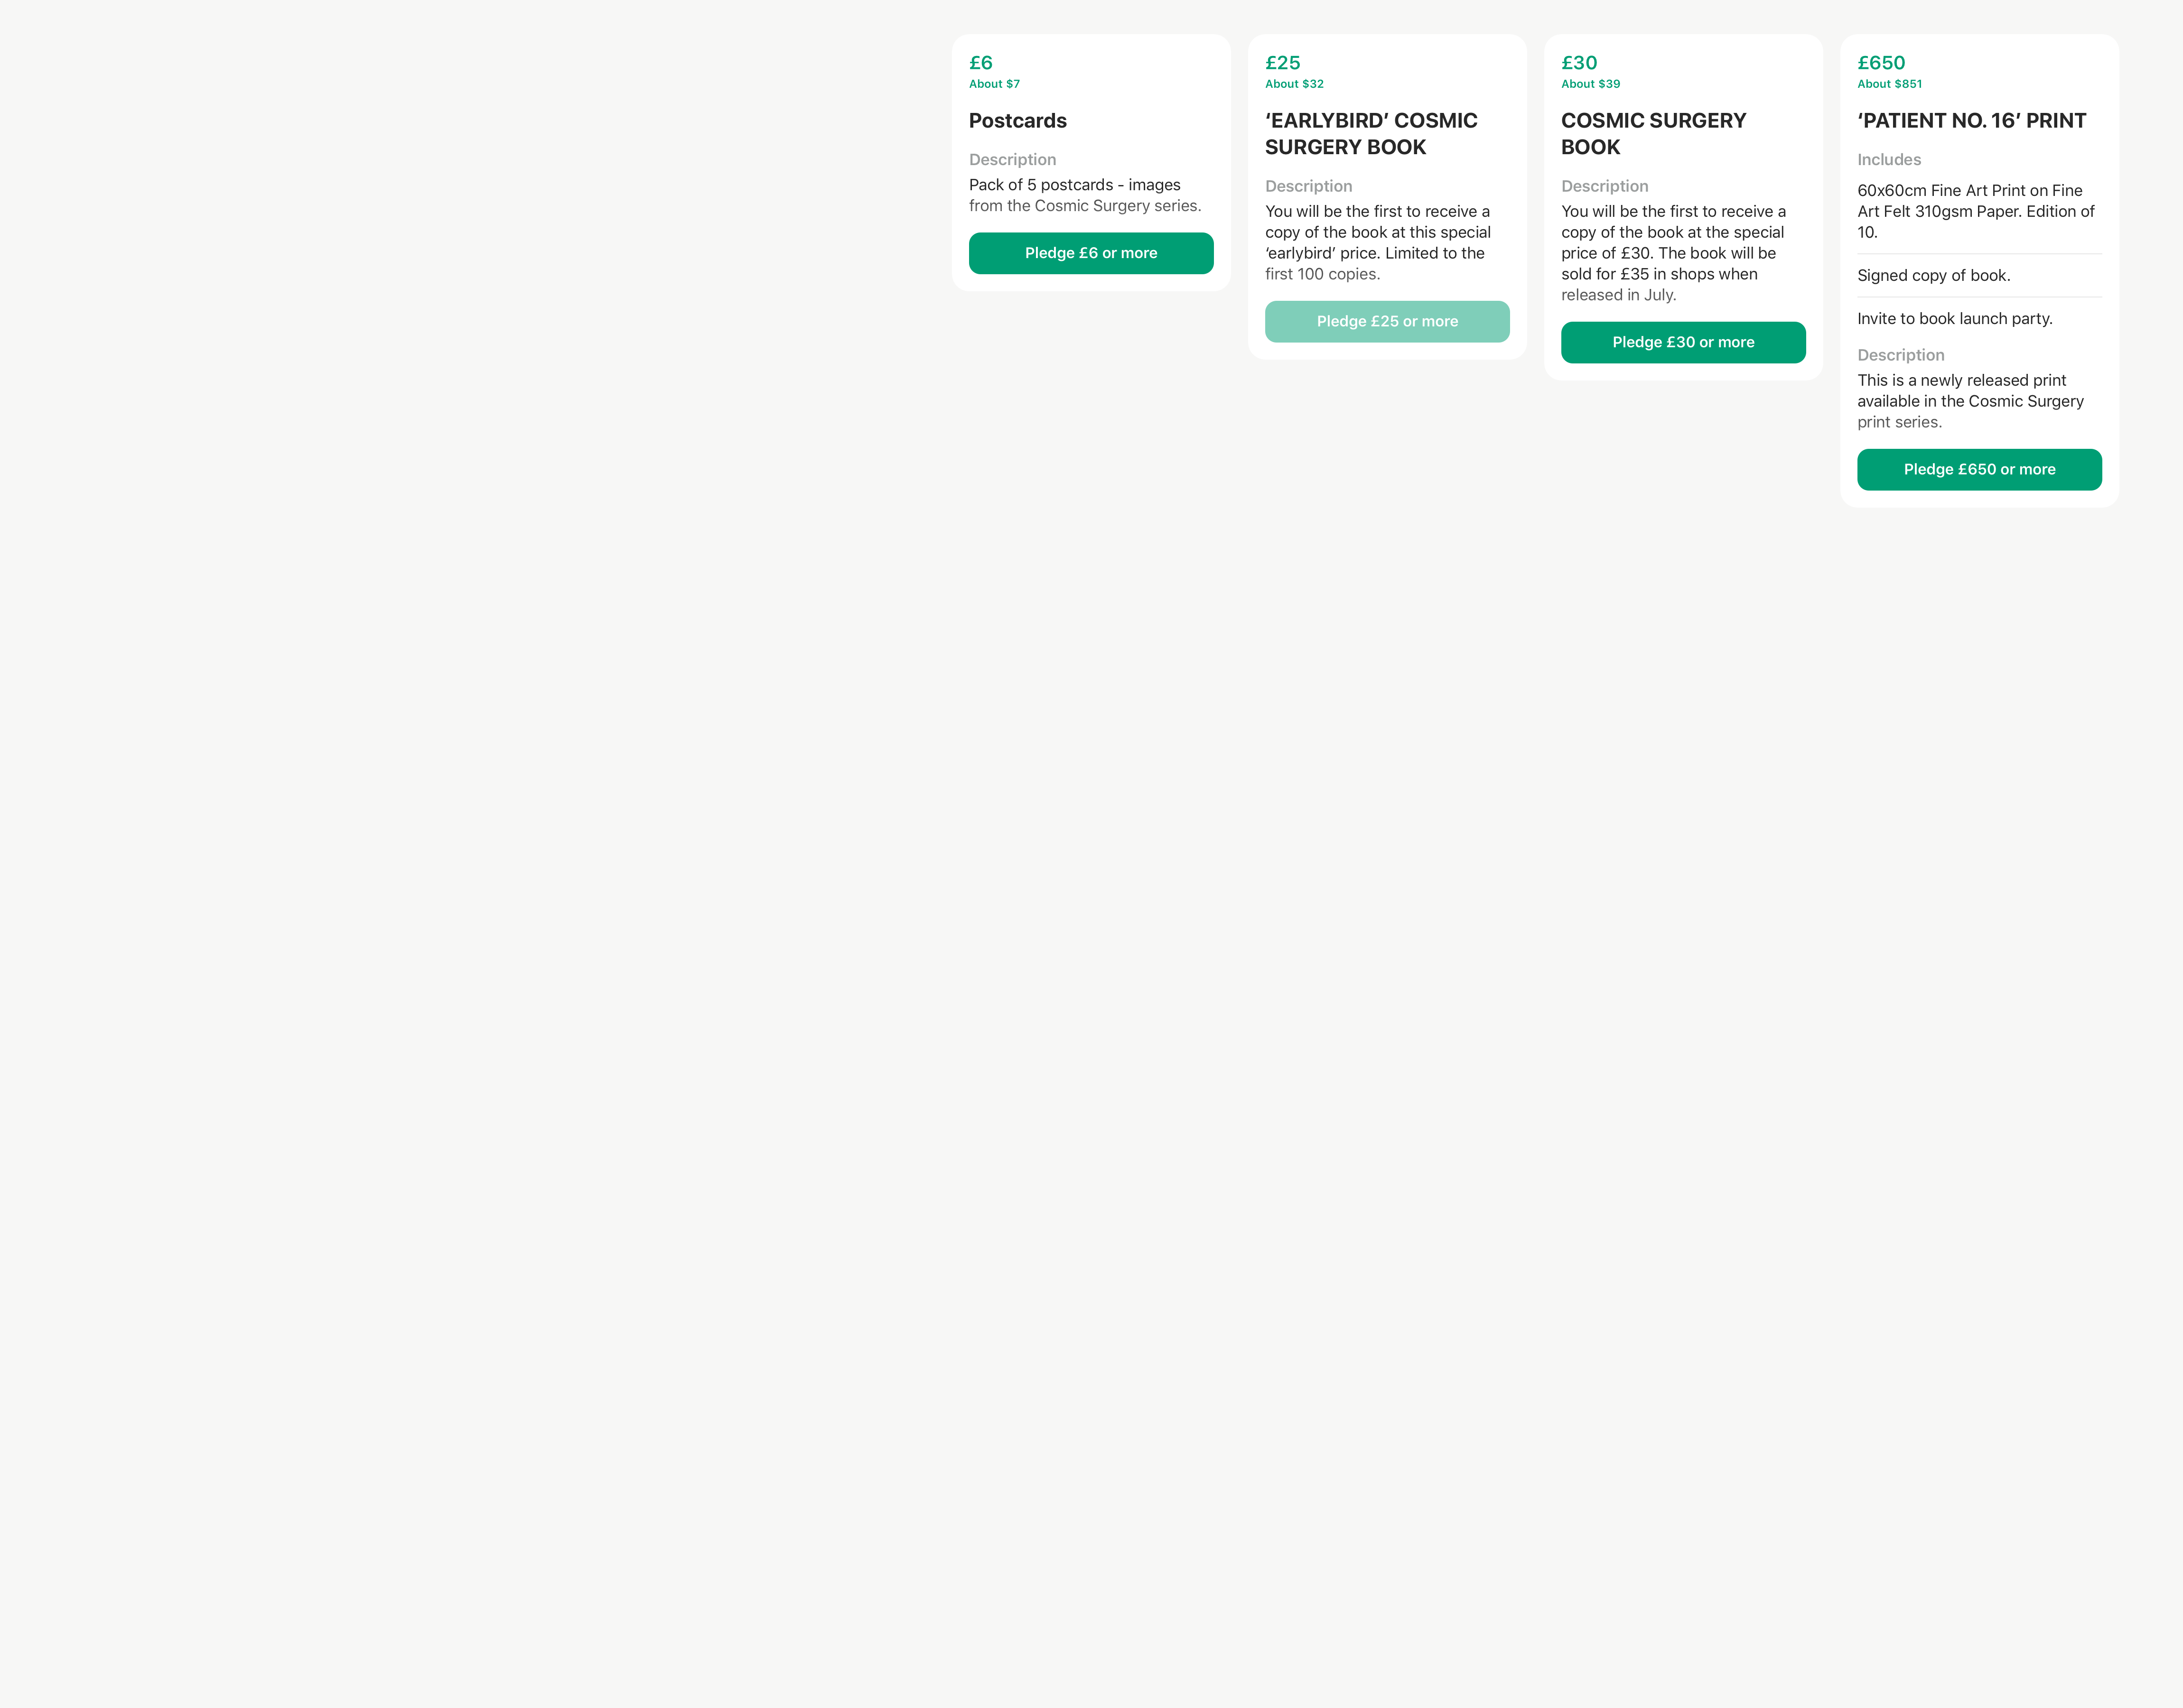 £6
About $7
Postcards
Description
Pack of 5 postcards - images
from the Cosmic Surgery series.
Pledge £6 or more
£25
About $32
‘EARLYBIRD’ COSMIC
SURGERY BOOK
Description
You will be the first to receive a
copy of the book at this special
‘earlybird’ price. Limited to the
first 100 copies.
Pledge £25 or more
£30
About $39
COSMIC SURGERY
BOOK
Description
You will be the first to receive a
copy of the book at the special
price of £30. The book will be
sold for £35 in shops when
released in July.
Pledge £30 or more
£650
About $851
‘PATIENT NO. 16’ PRINT
Includes
60x60cm Fine Art Print on Fine
Art Felt 310gsm Paper. Edition of
10.
Signed copy of book.
Invite to book launch party.
Description
This is a newly released print
available in the Cosmic Surgery
print series.
Pledge £650 or more